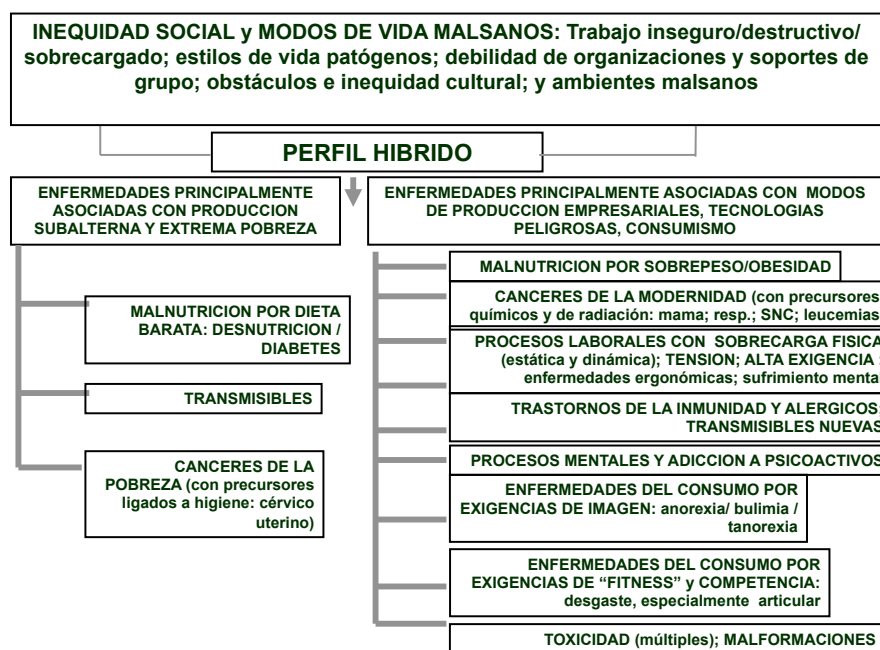 INEQUIDAD SOCIAL y MODOS DE VIDA MALSANOS: Trabajo inseguro/destructivo/
sobrecargado; estilos de vida patógenos; debilidad de organizaciones y soportes de
grupo; obstáculos e inequidad cultural; y ambientes malsanos
PERFIL HIBRIDO
ENFERMEDADES PRINCIPALMENTE
ASOCIADAS CON PRODUCCION
SUBALTERNA Y EXTREMA POBREZA
MALNUTRICION POR DIETA
BARATA: DESNUTRICION /
DIABETES
TRANSMISIBLES
CANCERES DE LA
POBREZA (con precursores
ligados a higiene: cérvico
uterino)
ENFERMEDADES PRINCIPALMENTE ASOCIADAS CON MODOS
DE PRODUCCION EMPRESARIALES, TECNOLOGIAS
PELIGROSAS, CONSUMISMO
MALNUTRICION POR SOBREPESO/OBESIDAD
CANCERES DE LA MODERNIDAD (con precursores
químicos y de radiación: mama; resp.; SNC; leucemias
PROCESOS LABORALES CON SOBRECARGA FISICA
(estática y dinámica); TENSION; ALTA EXIGENCIA :
enfermedades ergonómicas; sufrimiento mental
TRASTORNOS DE LA INMUNIDAD Y ALERGICOS;
TRANSMISIBLES NUEVAS
PROCESOS MENTALES Y ADICCION A PSICOACTIVOS
ENFERMEDADES DEL CONSUMO POR
EXIGENCIAS DE IMAGEN: anorexia/ bulimia /
tanorexia
ENFERMEDADES DEL CONSUMO POR
EXIGENCIAS DE “FITNESS” y COMPETENCIA:
desgaste, especialmente articular
TOXICIDAD (múltiples); MALFORMACIONES